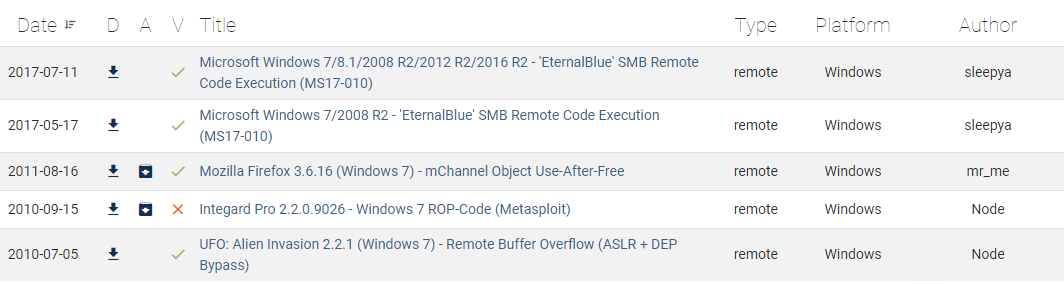 Date D A V Title Type Platform Author
2017-07-11 Microsoft Windows 7/8.1/2008 R2/2012 R2/2016 R2 - 'EternalBlue' SMB Remote remote Windows sleepya
Code Execution (MS17-010)
2017-05-17 Microsoft Windows 7/2008 R2 - 'EternalBlue' SMB Remote Code Execution remote Windows sleepya
(MS17-010)
2011-08-16 Mozilla Firefox 3.6.16 (Windows 7) - mChannel Object Use-After-Free remote Windows mr_me
2010-09-15 Integard Pro 2.2.0.9026 - Windows 7 ROP-Code (Metasploit) remote Windows Node
2010-07-05 UFO: Alien Invasion 2.2.1 (Windows 7) - Remote Buffer Overflow (ASLR + DEP remote Windows Node
Bypass)